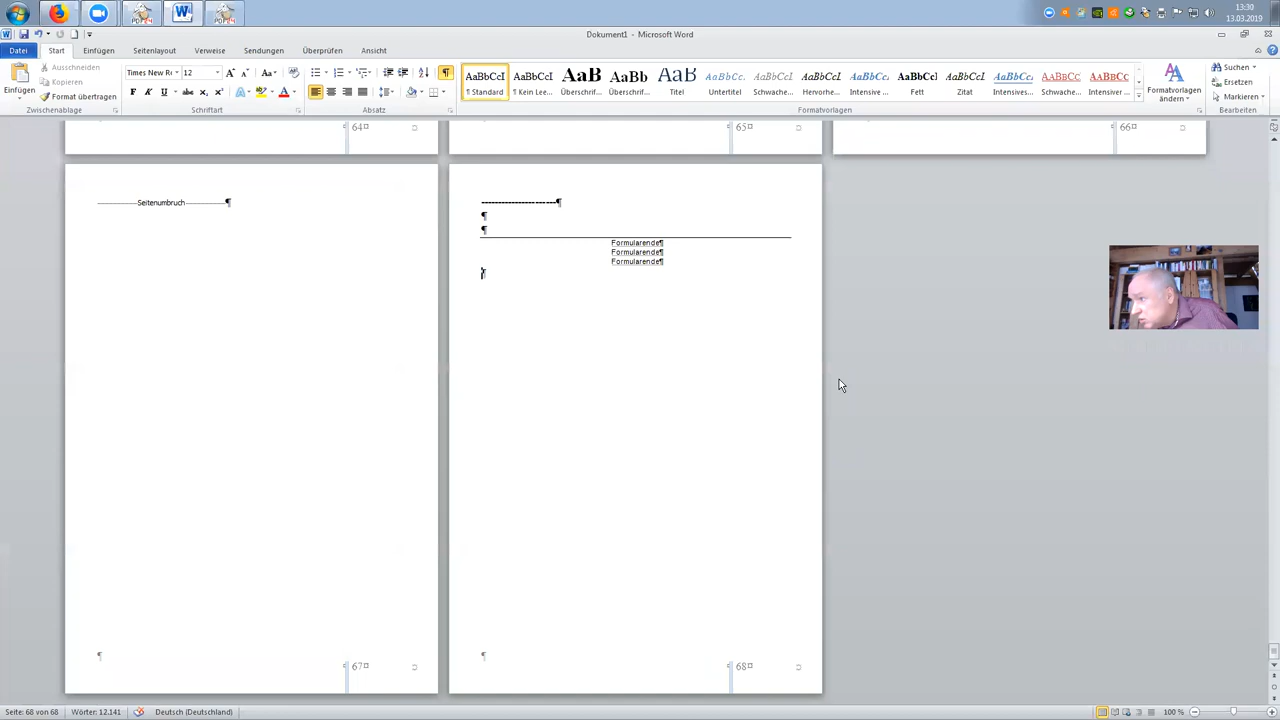 13:30
13.03.2019
Dokument1 - Microsoft Word
Datei Start Einfügen Seitenlayout Verweise Sendungen Überprüfen Ansicht
Einfügen
Ausschneiden
Kopieren
Format übertragen
Zwischenablage
Times New Ro 12
F K U abc x₂ x²
Schriftart
Absatz
AaBbCcI AaBbCcI AaB AaBb AaB AaBbCcI AaBbCcI AaBbCcI AaBbCcI AaBbCcI AaBbCcI AaBbCcI AaBbCC AaBbCC
¶ Standard ¶ Kein Lee... Überschrif... Überschrif... Titel Untertitel Schwache... Hervorhe... Intensive ... Fett Zitat Intensives... Schwache... Intensiver ...
Formatvorlagen
Formatvorlagen ändern
Suchen
Ersetzen
Markieren
Bearbeiten
64¤
65¤
66¤
Seitenumbruch ¶
¶
67¤
----------------------¶
¶
¶
Formularende¶
Formularende¶
Formularende¶
¶
¶
68¤
Seite: 68 von 68 Wörter: 12.141 Deutsch (Deutschland) 100 %